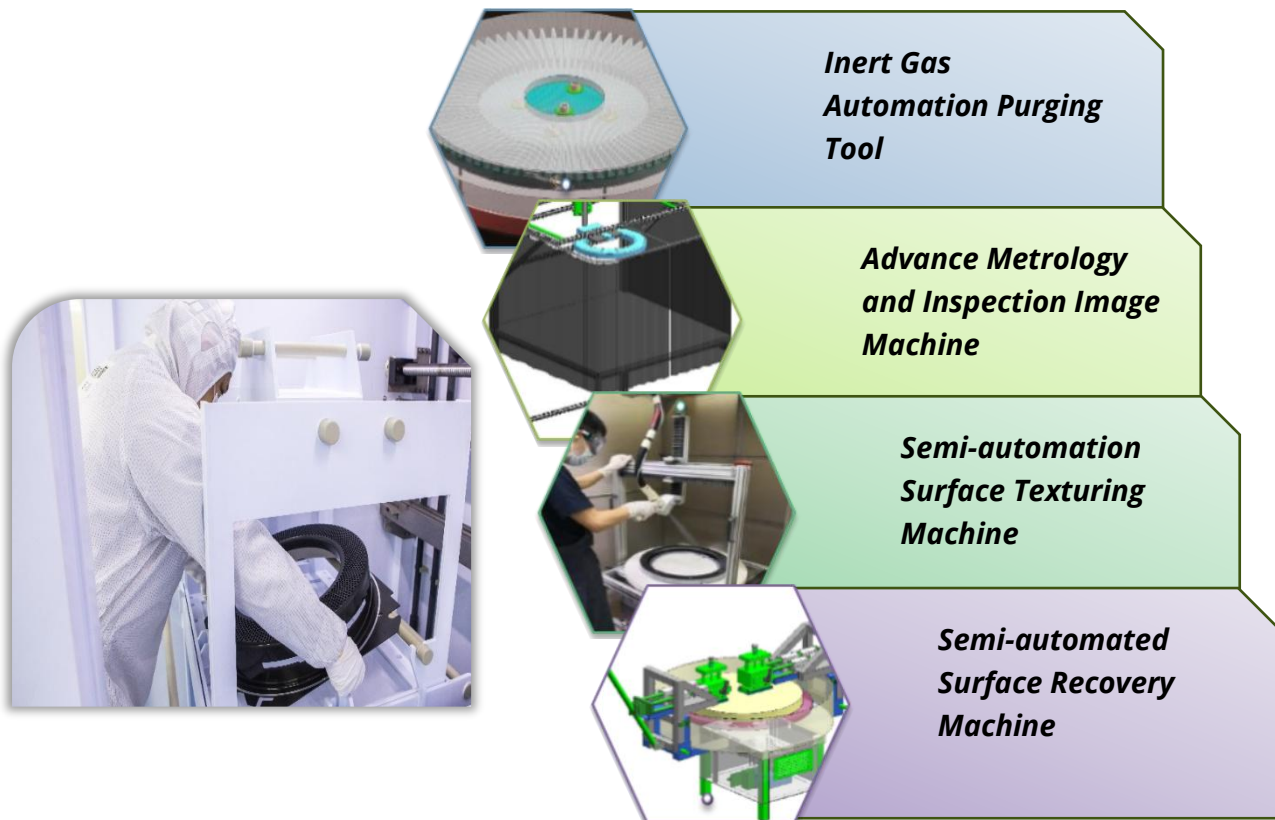 Inert Gas
Automation Purging
Tool
Advance Metrology
and Inspection Image
Machine
Semi-automation
Surface Texturing
Machine
Semi-automated
Surface Recovery
Machine